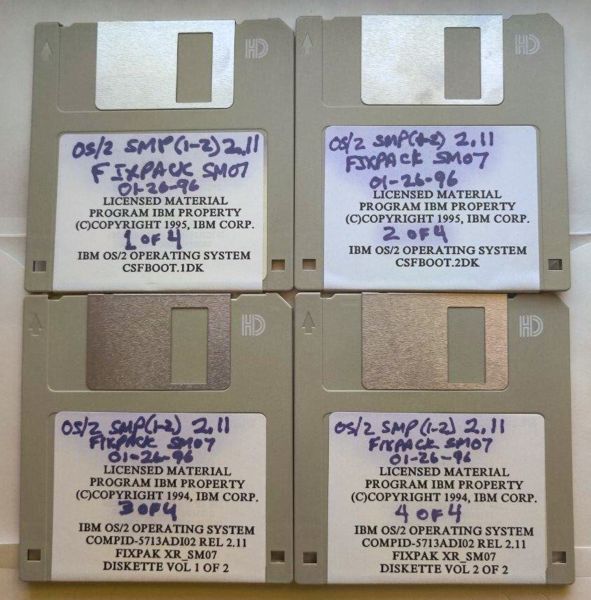 HD
OS/2 SMP(1-2) 2.11
FIXPACK SM07
01-26-96
LICENSED MATERIAL
PROGRAM IBM PROPERTY
(C)COPYRIGHT 1995, IBM CORP.
1 OF 4
IBM OS/2 OPERATING SYSTEM
CSFBOOT.1DK
HD
OS/2 SMP(1-2) 2.11
FIXPACK SM07
01-26-96
LICENSED MATERIAL
PROGRAM IBM PROPERTY
(C)COPYRIGHT 1995, IBM CORP.
2 OF 4
IBM OS/2 OPERATING SYSTEM
CSFBOOT.2DK
HD
OS/2 SMP(1-2) 2.11
FIXPACK SM07
01-26-96
LICENSED MATERIAL
PROGRAM IBM PROPERTY
(C)COPYRIGHT 1994, IBM CORP.
3 OF 4
IBM OS/2 OPERATING SYSTEM
COMPID-5713ADI02 REL 2.11
FIXPAK XR_SM07
DISKETTE VOL 1 OF 2
HD
OS/2 SMP(1-2) 2.11
FIXPACK SM07
01-26-96
LICENSED MATERIAL
PROGRAM IBM PROPERTY
(C)COPYRIGHT 1994, IBM CORP.
4 OF 4
IBM OS/2 OPERATING SYSTEM
COMPID-5713ADI02 REL 2.11
FIXPAK XR_SM07
DISKETTE VOL 2 OF 2